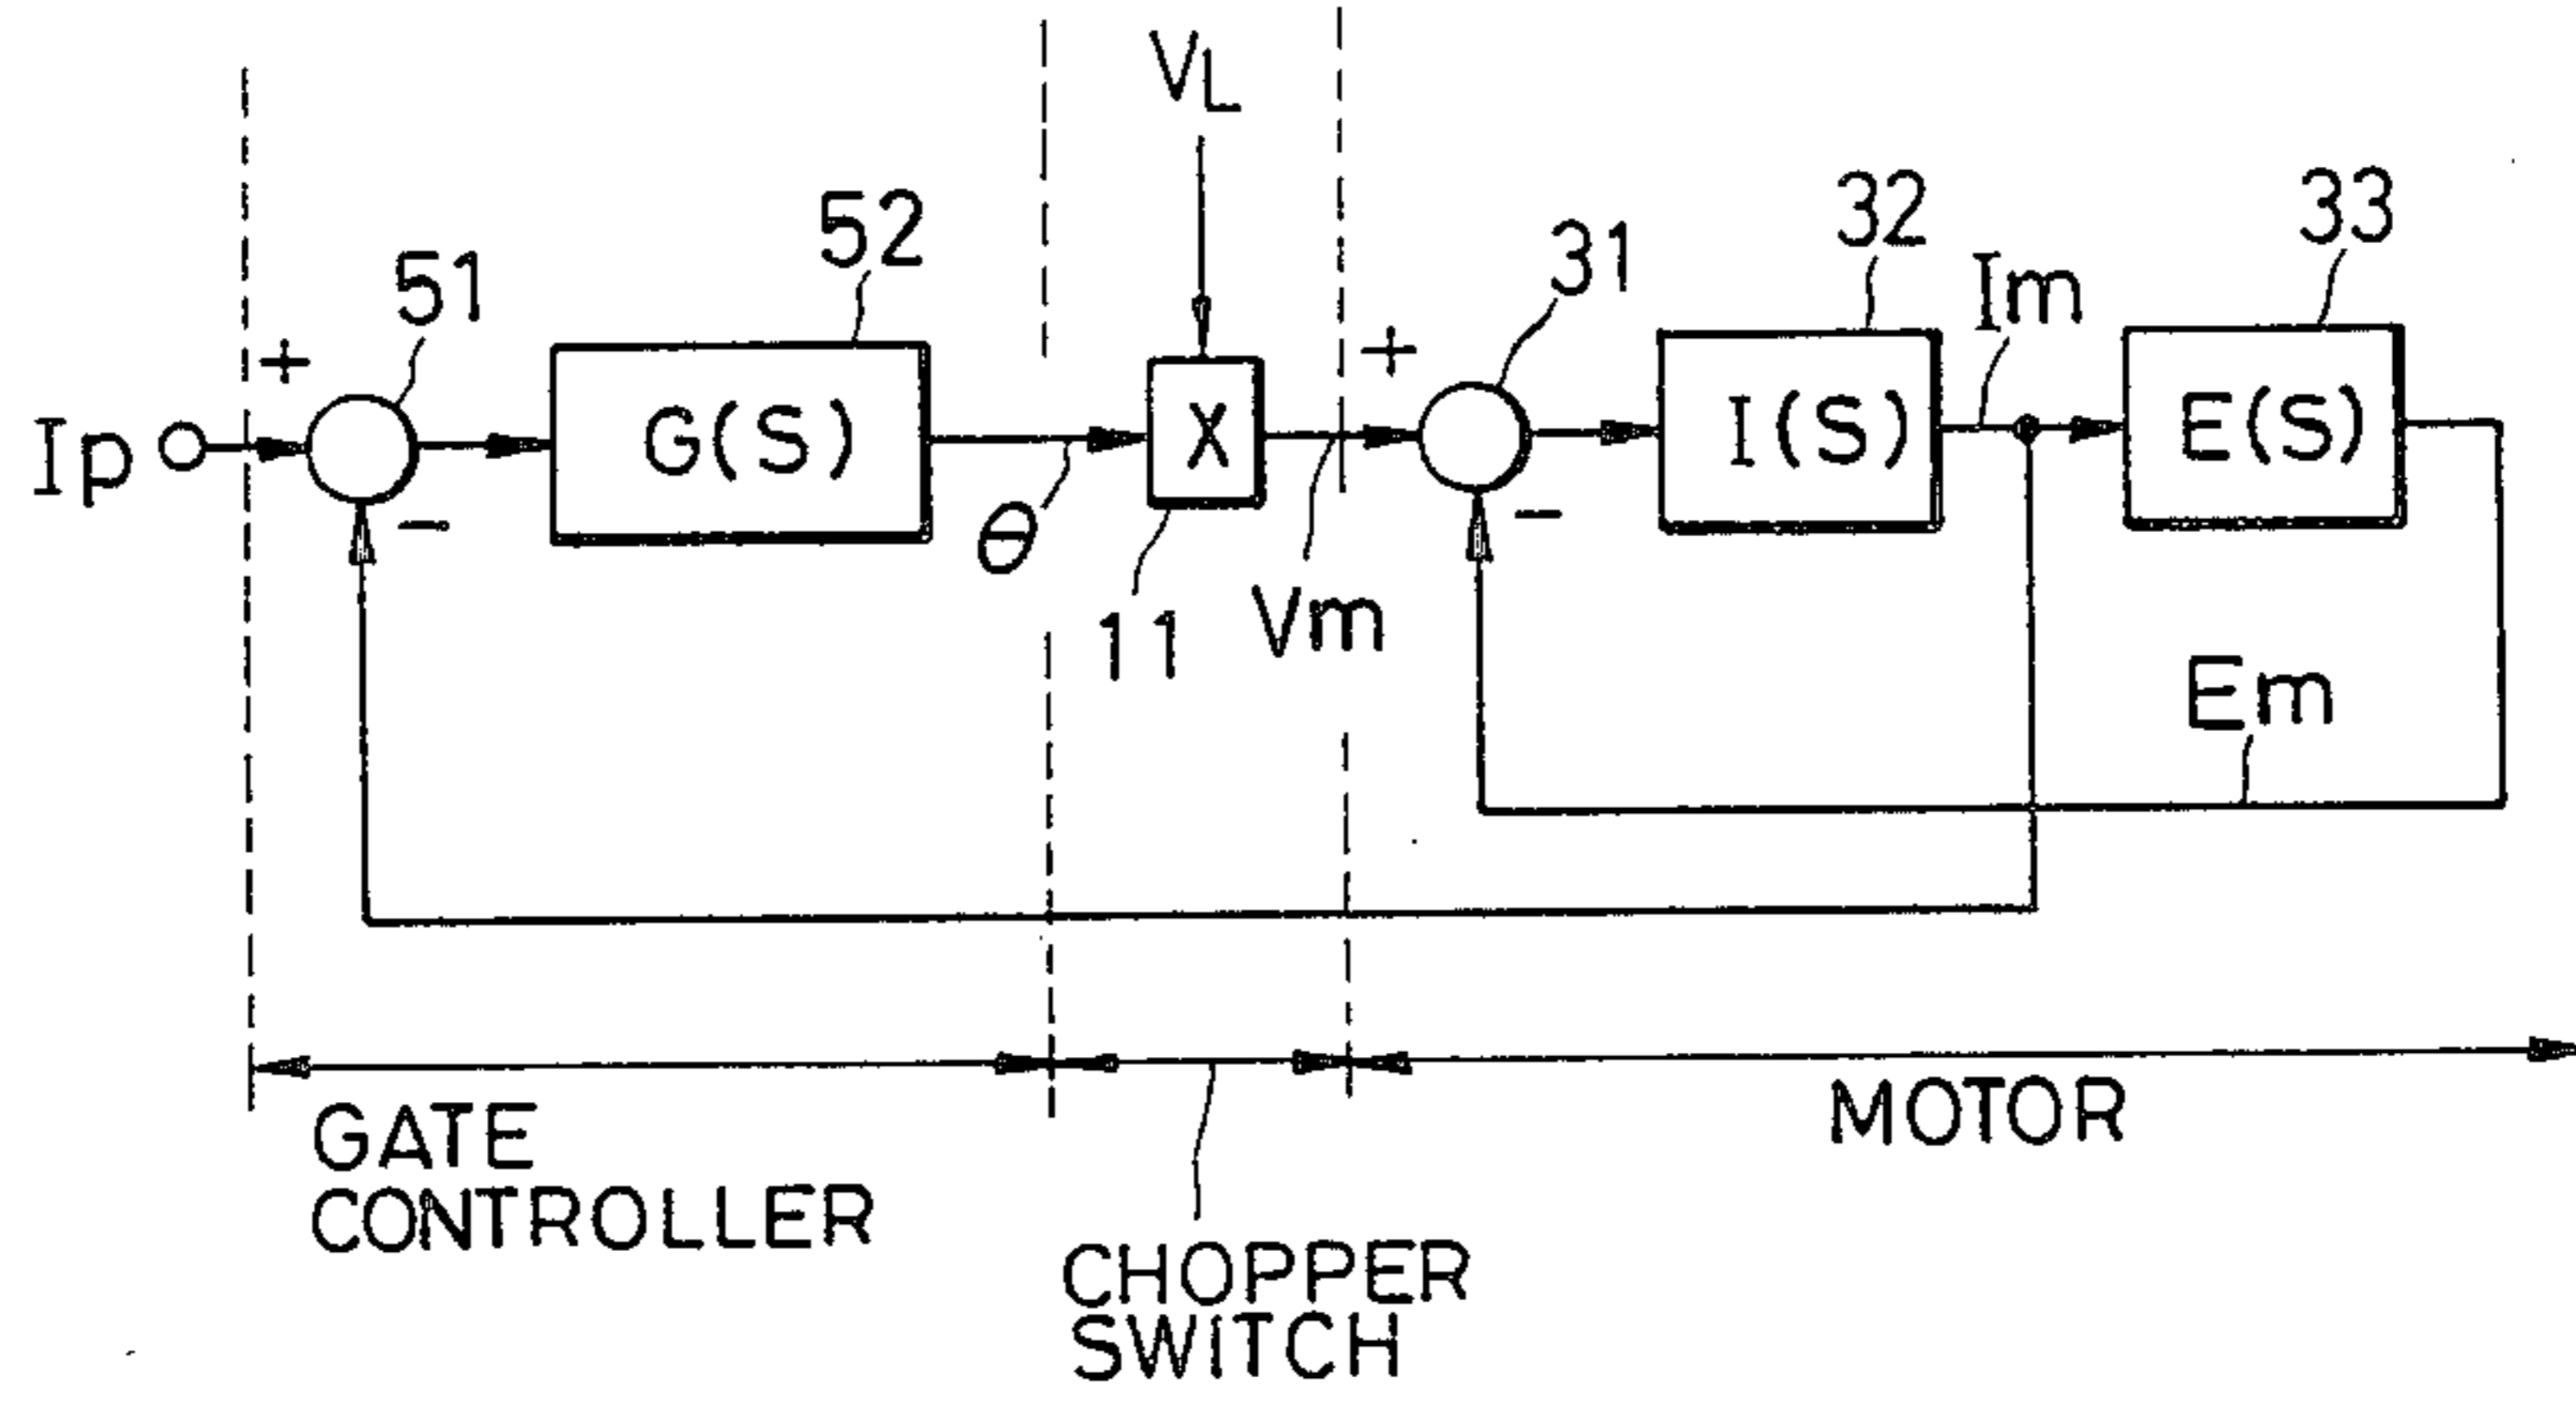 VL
52
32
33
51
31
Im
+
+
Ip
G(S)
X
I(S)
E(S)
-
-
θ
11
Vm
Em
GATE
CONTROLLER
MOTOR
CHOPPER
SWITCH